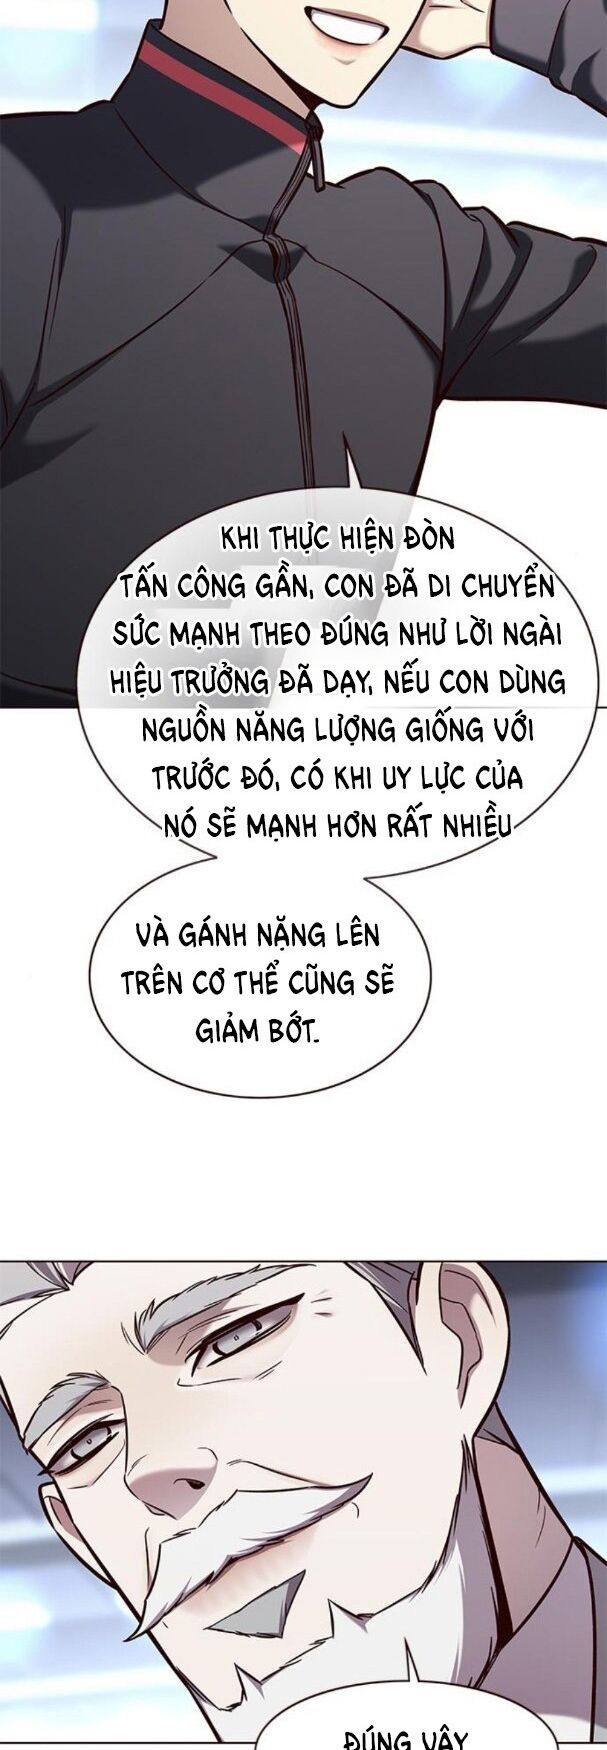 KHI THỰC HIỆN ĐÒN
TẤN CÔNG GẦN, CON ĐÃ DI CHUYỂN
SỨC MẠNH THEO ĐÚNG NHƯ LỜI NGÀI
HIỆU TRƯỞNG ĐÃ DẠY, NẾU CON DÙNG
NGUỒN NĂNG LƯỢNG GIỐNG VỚI
TRƯỚC ĐÓ, CÓ KHI UY LỰC CỦA
NÓ SẼ MẠNH HƠN RẤT NHIỀU
VÀ GÁNH NẶNG LÊN
TRÊN CƠ THỂ CŨNG SẼ
GIẢM BỚT.
ĐÚNG VẬY